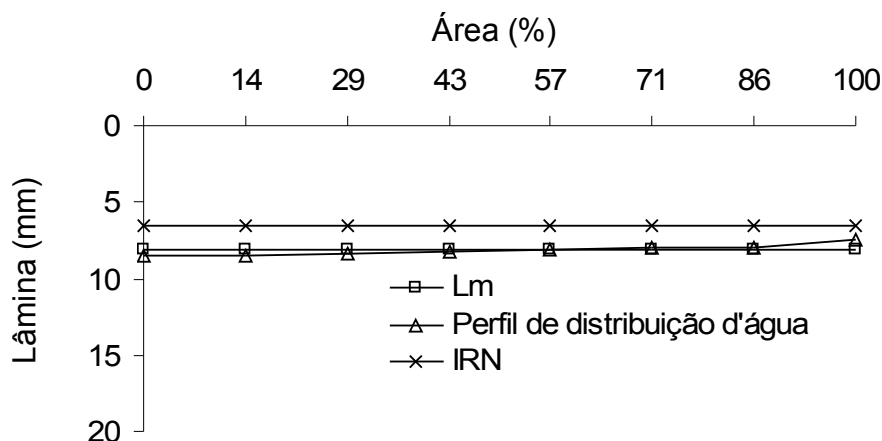 Área (%)
0 14 29 43 57 71 86 100
0
5
10
15
20
Lâmina (mm)
Lm
Perfil de distribuição d'água
IRN